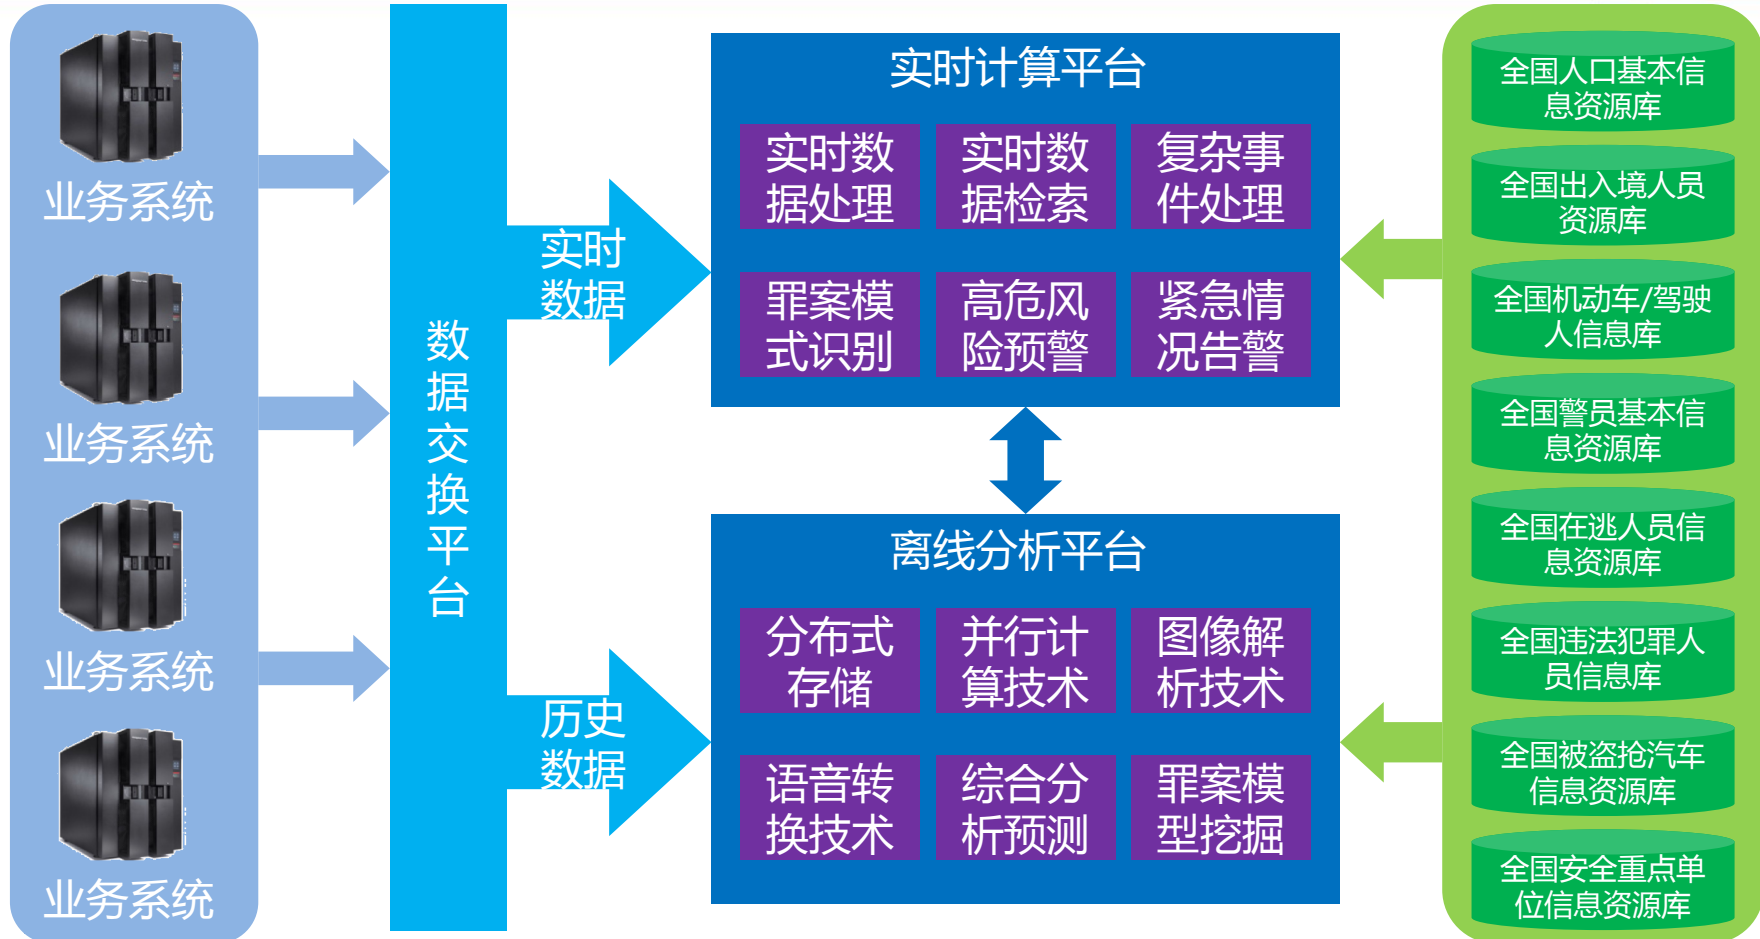 业务系统
业务系统
业务系统
业务系统
数
据
交
换
平
台
实时
数据
历史
数据
实时计算平台
实时数
据处理
实时数
据检索
复杂事
件处理
罪案模
式识别
高危风
险预警
紧急情
况告警
离线分析平台
分布式
存储
并行计
算技术
图像解
析技术
语音转
换技术
综合分
析预测
罪案模
型挖掘
全国人口基本信
息资源库
全国出入境人员
资源库
全国机动车/驾驶
人信息库
全国警员基本信
息资源库
全国在逃人员信
息资源库
全国违法犯罪人
员信息库
全国被盗抢汽车
信息资源库
全国安全重点单
位信息资源库